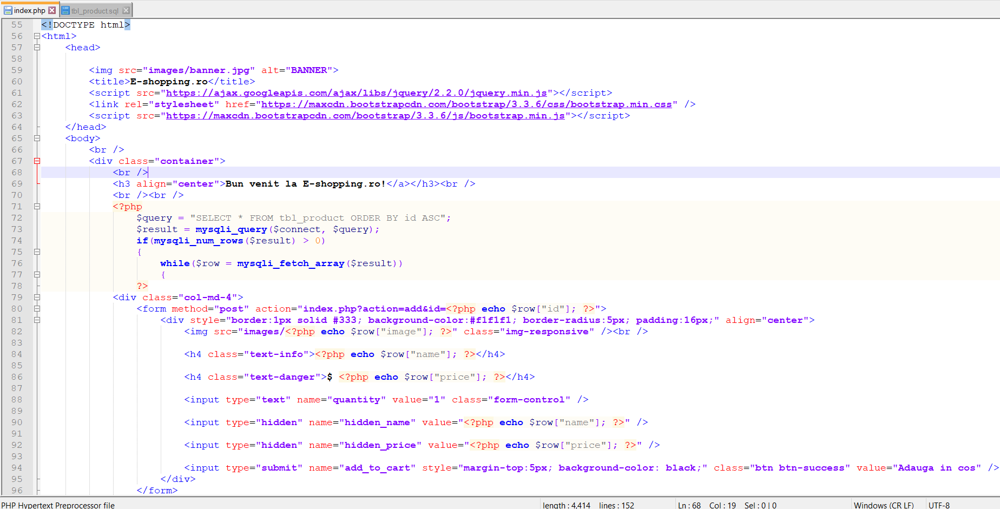 index.php tbl_product.sql
55 <!DOCTYPE html>
56 <html>
57 <head>
58
59 <img src="images/banner.jpg" alt="BANNER">
60 <title>E-shopping.ro</title>
61 <script src="https://ajax.googleapis.com/ajax/libs/jquery/2.2.0/jquery.min.js"></script>
62 <link rel="stylesheet" href="https://maxcdn.bootstrapcdn.com/bootstrap/3.3.6/css/bootstrap.min.css" />
63 <script src="https://maxcdn.bootstrapcdn.com/bootstrap/3.3.6/js/bootstrap.min.js"></script>
64 </head>
65 <body>
66 <br />
67 <div class="container">
68 <br />
69 <h3 align="center">Bun venit la E-shopping.ro!</a></h3><br />
70 <br /><br />
71 <?php
72 $query = "SELECT * FROM tbl_product ORDER BY id ASC";
73 $result = mysqli_query($connect, $query);
74 if(mysqli_num_rows($result) > 0)
75 {
76 while($row = mysqli_fetch_array($result))
77 {
78 ?>
79 <div class="col-md-4">
80 <form method="post" action="index.php?action=add&id=<?php echo $row["id"]; ?>">
81 <div style="border:1px solid #333; background-color:#f1f1f1; border-radius:5px; padding:16px;" align="center">
82 <img src="images/<?php echo $row["image"]; ?>" class="img-responsive" /><br />
83
84 <h4 class="text-info"><?php echo $row["name"]; ?></h4>
85
86 <h4 class="text-danger">$ <?php echo $row["price"]; ?></h4>
87
88 <input type="text" name="quantity" value="1" class="form-control" />
89
90 <input type="hidden" name="hidden_name" value="<?php echo $row["name"]; ?>" />
91
92 <input type="hidden" name="hidden_price" value="<?php echo $row["price"]; ?>" />
93
94 <input type="submit" name="add_to_cart" style="margin-top:5px; background-color: black;" class="btn btn-success" value="Adauga in cos" />
95 </div>
96 </form>
PHP Hypertext Preprocessor file length : 4,414 lines : 152 Ln : 68 Col : 19 Sel : 0 | 0 Windows (CR LF) UTF-8